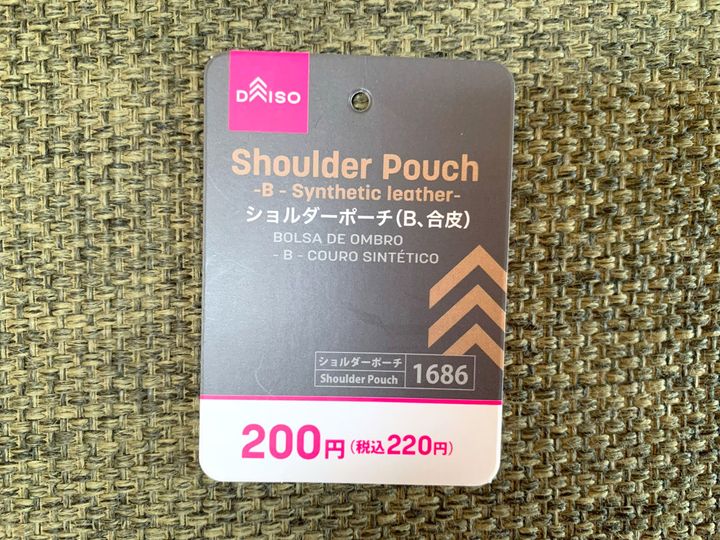 DAISO
Shoulder Pouch
-B - Synthetic leather-
ショルダーポーチ(B、合皮)
BOLSA DE OMBRO
- B - COURO SINTÉTICO
ショルダーポーチ
Shoulder Pouch
1686
200円(税込220円)